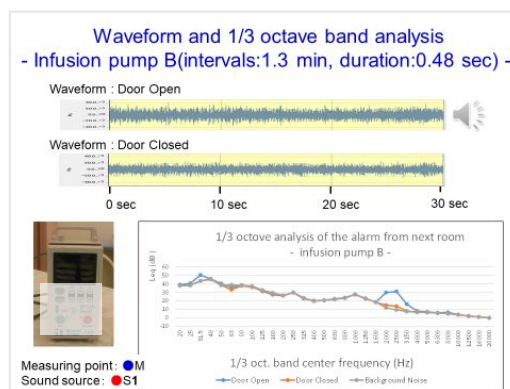 Waveform and 1/3 octave band analysis
- Infusion pump B(intervals:1.3 min, duration:0.48 sec) -
Waveform : Door Open
Waveform : Door Closed
0 sec 10 sec 20 sec 30 sec
1/3 octove analysis of the alarm from next room
- infusion pump B -
Leq (dB)
60
50
40
30
20
10
0
20 25 31.5 40 50 63 80 100 125 160 200 250 315 400 500 630 800 1000 1250 1600 2000 2500 3150 4000 5000 6300 8000 10000 12500 16000 20000
1/3 oct. band center frequency (Hz)
Door Open Door Closed Background Noise
Measuring point: M
Sound source: S1